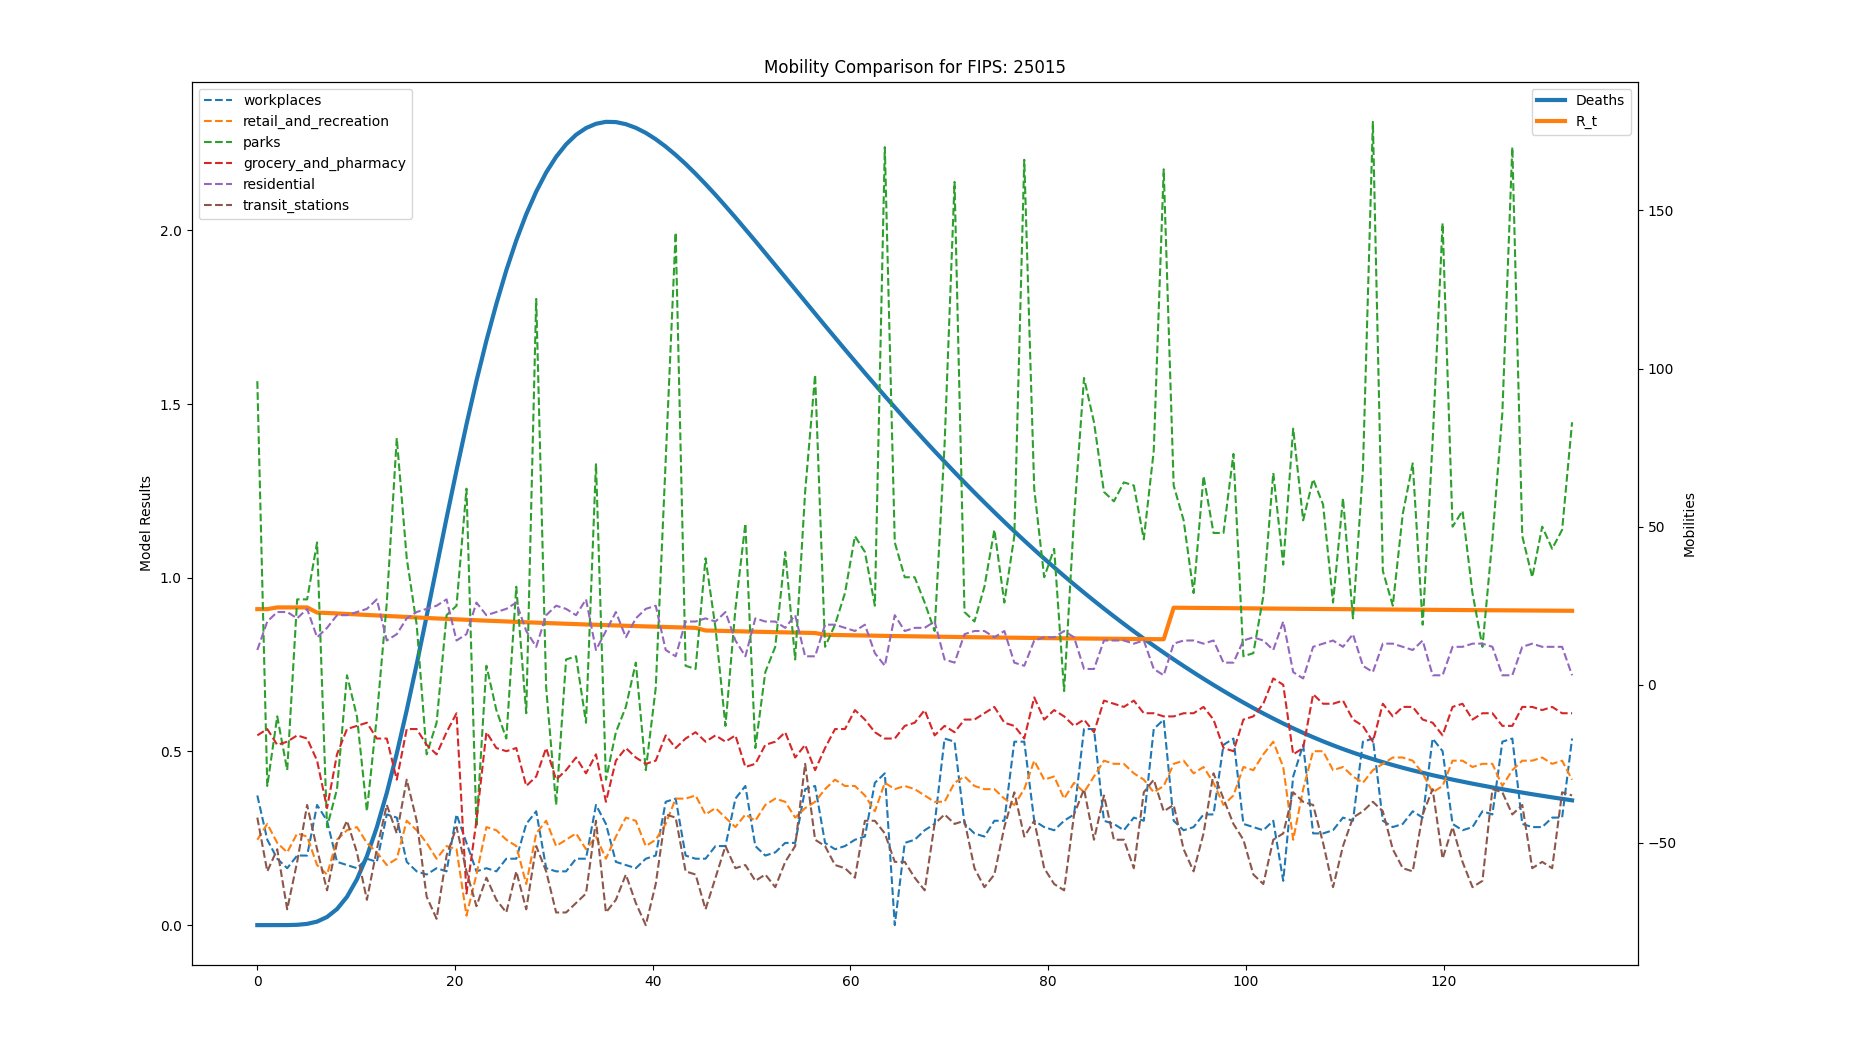 Mobility Comparison for FIPS: 25015
workplaces
retail_and_recreation
parks
grocery_and_pharmacy
residential
transit_stations
Deaths
R_t
Model Results
2.0
1.5
1.0
0.5
0.0
Mobilities
150
100
50
0
−50
0 20 40 60 80 100 120